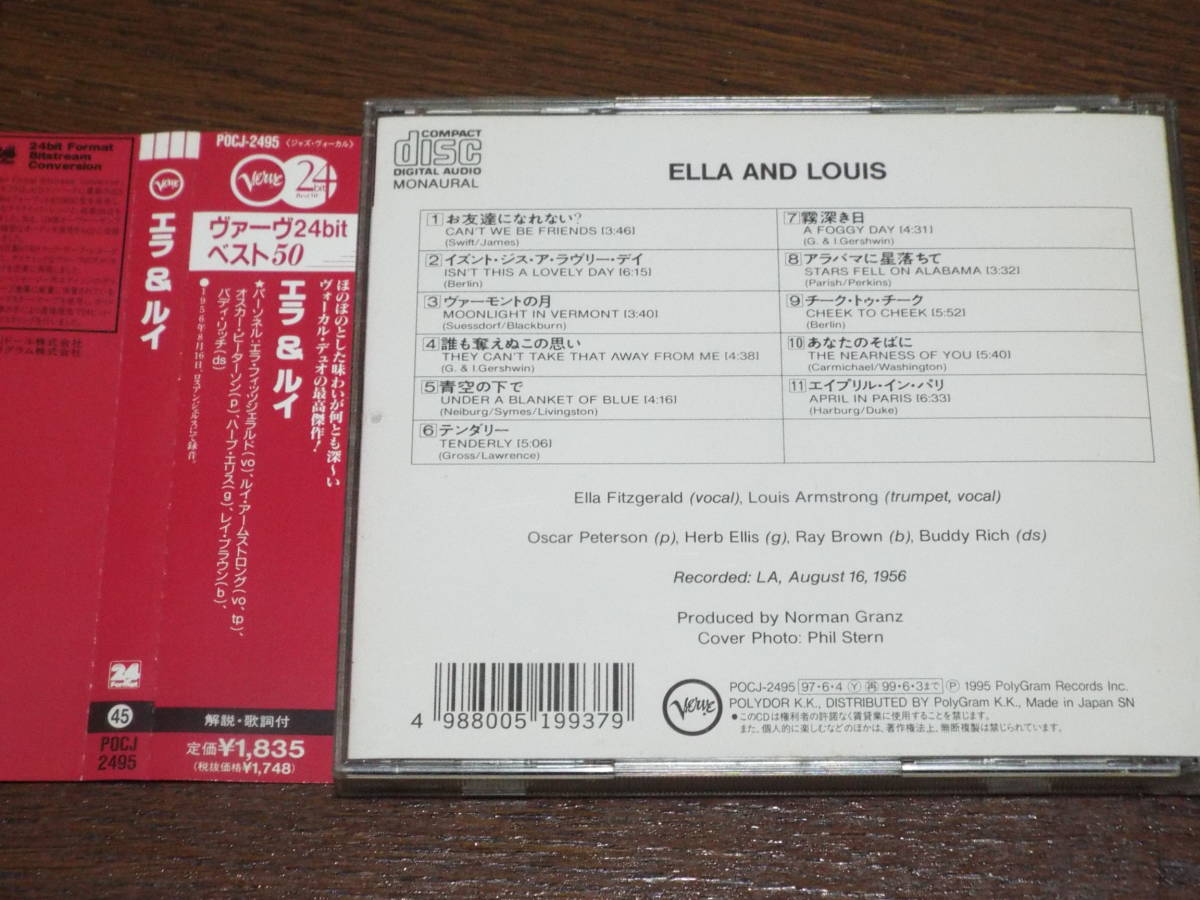 24bit Format
Bitstream
Conversion
エラ & ルイ
24
Format
45
POCJ
2495
POCJ-2495〈ジャズ・ヴォーカル〉
Verve
24
bit
ヴァーヴ24bit
ベスト50
エラ & ルイ
ほのぼのとした味わいが何とも深〜い
ヴォーカル・デュオの最高傑作!
★パーソネル:エラ・フィッツジェラルド(vo)、ルイ・アームストロング(vo、tp)、
オスカー・ピーターソン(p)、ハーブ・エリス(g)、レイ・ブラウン(b)、
バディ・リッチ(ds)
●1956年8月16日、ロスアンジェルスにて録音。
解説・歌詞付
定価¥1,835
(税抜価格¥1,748)
COMPACT
disc
DIGITAL AUDIO
MONAURAL
ELLA AND LOUIS
1 お友達になれない?
CAN'T WE BE FRIENDS [3:46]
(Swift/James)
2 イズント・ジス・ア・ラヴリー・デイ
ISN'T THIS A LOVELY DAY [6:15]
(Berlin)
3 ヴァーモントの月
MOONLIGHT IN VERMONT [3:40]
(Suessdorf/Blackburn)
4 誰も奪えぬこの思い
THEY CAN'T TAKE THAT AWAY FROM ME [4:38]
(G. & I.Gershwin)
5 青空の下で
UNDER A BLANKET OF BLUE [4:16]
(Neiburg/Symes/Livingston)
6 テンダリー
TENDERLY [5:06]
(Gross/Lawrence)
7 霧深き日
A FOGGY DAY [4:31]
(G. & I.Gershwin)
8 アラバマに星落ちて
STARS FELL ON ALABAMA [3:32]
(Parish/Perkins)
9 チーク・トゥ・チーク
CHEEK TO CHEEK [5:52]
(Berlin)
10 あなたのそばに
THE NEARNESS OF YOU [5:40]
(Carmichael/Washington)
11 エイプリル・イン・パリ
APRIL IN PARIS [6:33]
(Harburg/Duke)
Ella Fitzgerald (vocal), Louis Armstrong (trumpet, vocal)
Oscar Peterson (p), Herb Ellis (g), Ray Brown (b), Buddy Rich (ds)
Recorded: LA, August 16, 1956
Produced by Norman Granz
Cover Photo: Phil Stern
4 988005 199379
Verve
POCJ-2495 97・6・4 Ⓨ 再 99・6・3まで Ⓟ 1995 PolyGram Records Inc.
POLYDOR K.K., DISTRIBUTED BY PolyGram K.K., Made in Japan SN
●このCDは権利者の許諾なく賃貸業に使用することを禁じます。
また、個人的に楽しむなどのほかは、著作権法上、無断複製は禁じられています。